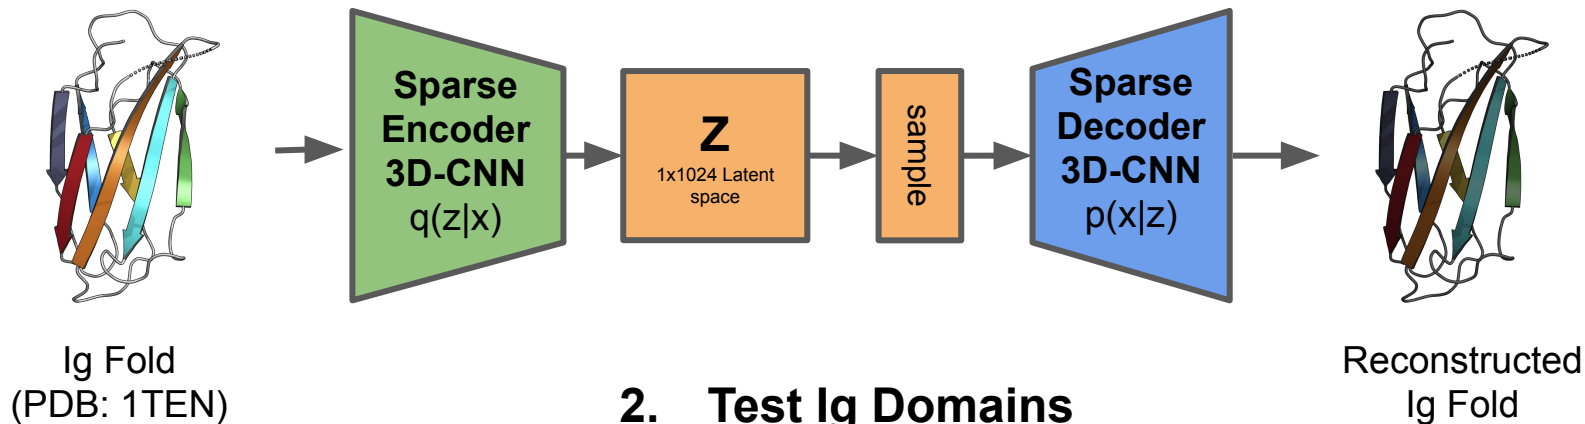 Sparse
Encoder
3D-CNN
q(z|x)
Z
1x1024 Latent
space
sample
Sparse
Decoder
3D-CNN
p(x|z)
Ig Fold
(PDB: 1TEN)
Reconstructed
Ig Fold
2. Test Ig Domains